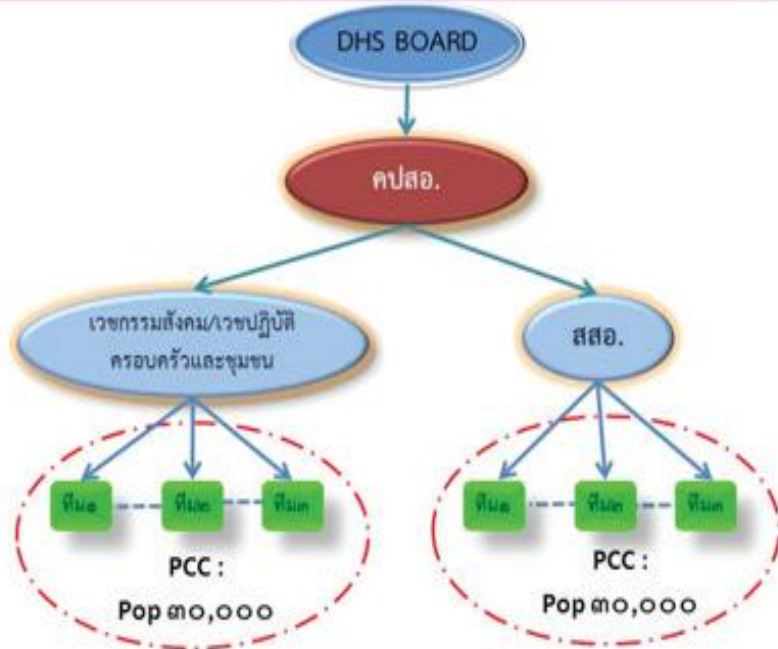 DHS BOARD
คปสอ.
เวชกรรมสังคม/เวชปฏิบัติ
ครอบครัวและชุมชน
สสอ.
ทีม๑
ทีม๒
ทีม๓
PCC :
Pop ๓๐,๐๐๐
ทีม๑
ทีม๒
ทีม๓
PCC :
Pop ๓๐,๐๐๐